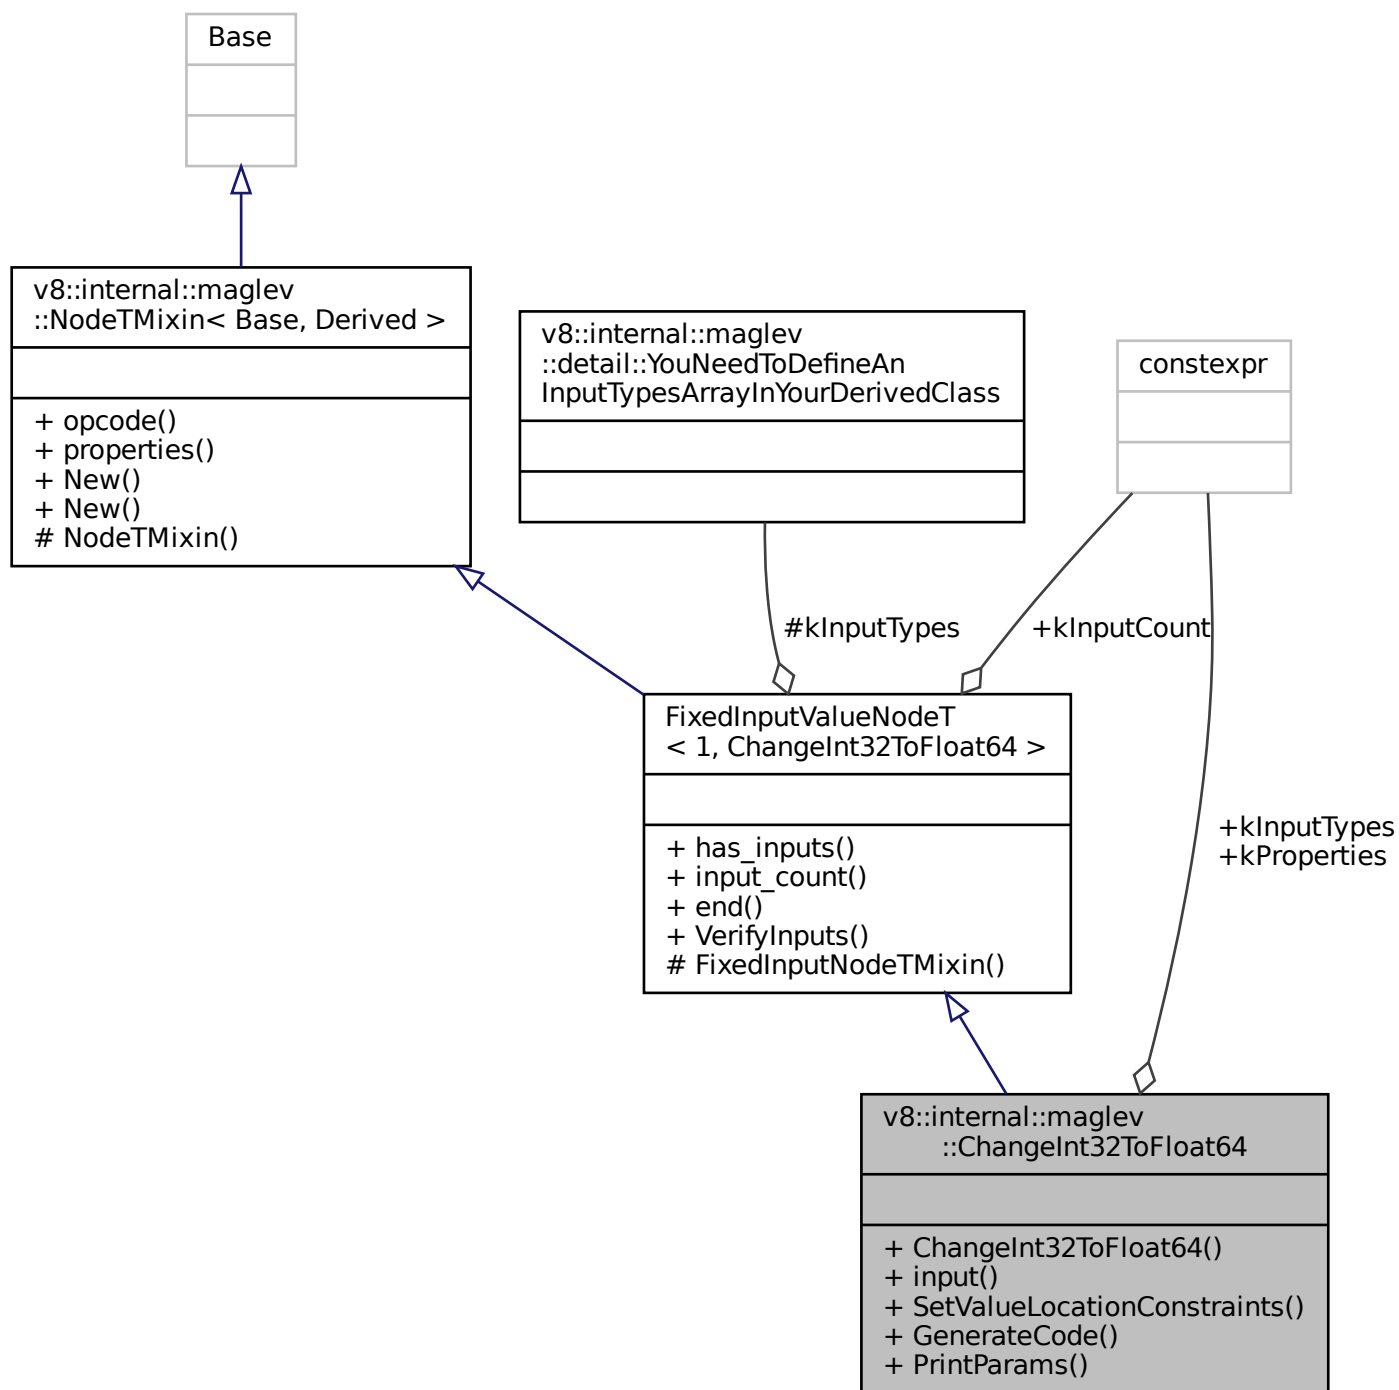 Base
v8::internal::maglev
::NodeTMixin< Base, Derived >
+ opcode()
+ properties()
+ New()
+ New()
# NodeTMixin()
v8::internal::maglev
::detail::YouNeedToDefineAn
InputTypesArrayInYourDerivedClass
constexpr
#kInputTypes
+kInputCount
FixedInputValueNodeT
< 1, ChangeInt32ToFloat64 >
+ has_inputs()
+ input_count()
+ end()
+ VerifyInputs()
# FixedInputNodeTMixin()
+kInputTypes
+kProperties
v8::internal::maglev
::ChangeInt32ToFloat64
+ ChangeInt32ToFloat64()
+ input()
+ SetValueLocationConstraints()
+ GenerateCode()
+ PrintParams()